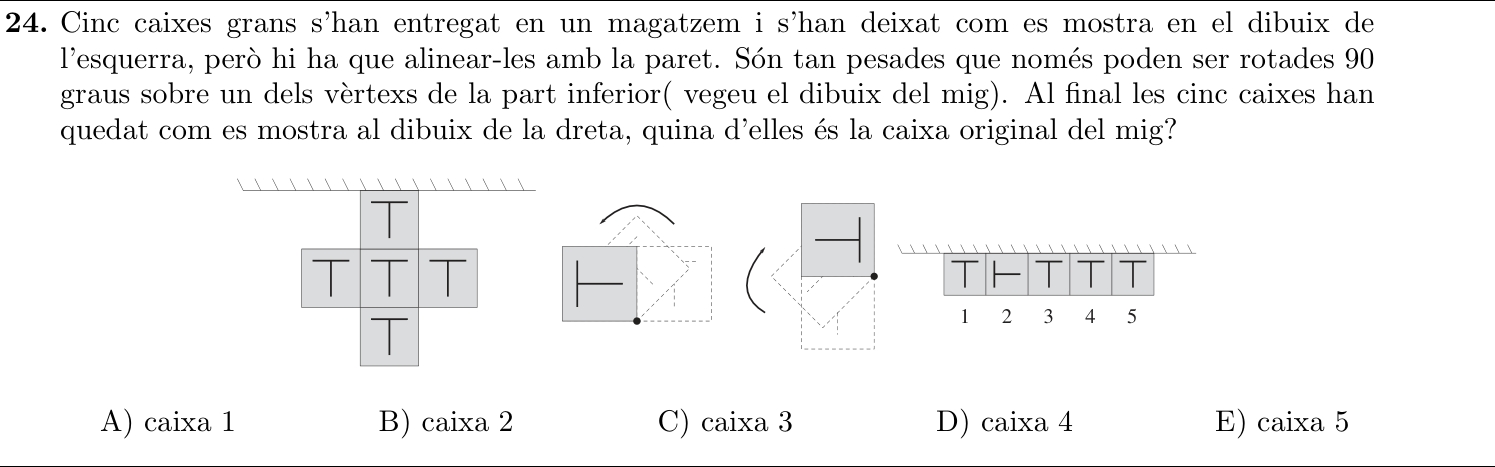 24. Cinc caixes grans s'han entregat en un magatzem i s'han deixat com es mostra en el dibuix de
l'esquerra, però hi ha que alinear-les amb la paret. Són tan pesades que només poden ser rotades 90
graus sobre un dels vèrtexs de la part inferior( vegeu el dibuix del mig). Al final les cinc caixes han
quedat com es mostra al dibuix de la dreta, quina d'elles és la caixa original del mig?
T
T T T
T
T T T T T
1 2 3 4 5
A) caixa 1 B) caixa 2 C) caixa 3 D) caixa 4 E) caixa 5